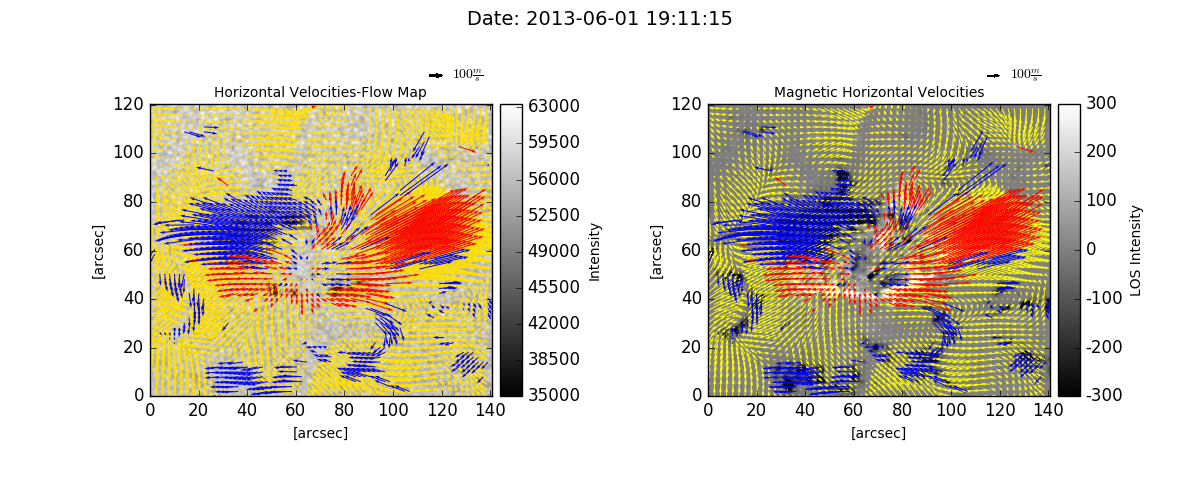 Date: 2013-06-01 19:11:15
100 m/s
Horizontal Velocities-Flow Map
120
100
80
60
40
20
0
[arcsec]
0 20 40 60 80 100 120 140
[arcsec]
63000
59500
56000
52500
49000
45500
42000
38500
35000
Intensity
100 m/s
Magnetic Horizontal Velocities
120
100
80
60
40
20
0
[arcsec]
0 20 40 60 80 100 120 140
[arcsec]
300
200
100
0
-100
-200
-300
LOS Intensity